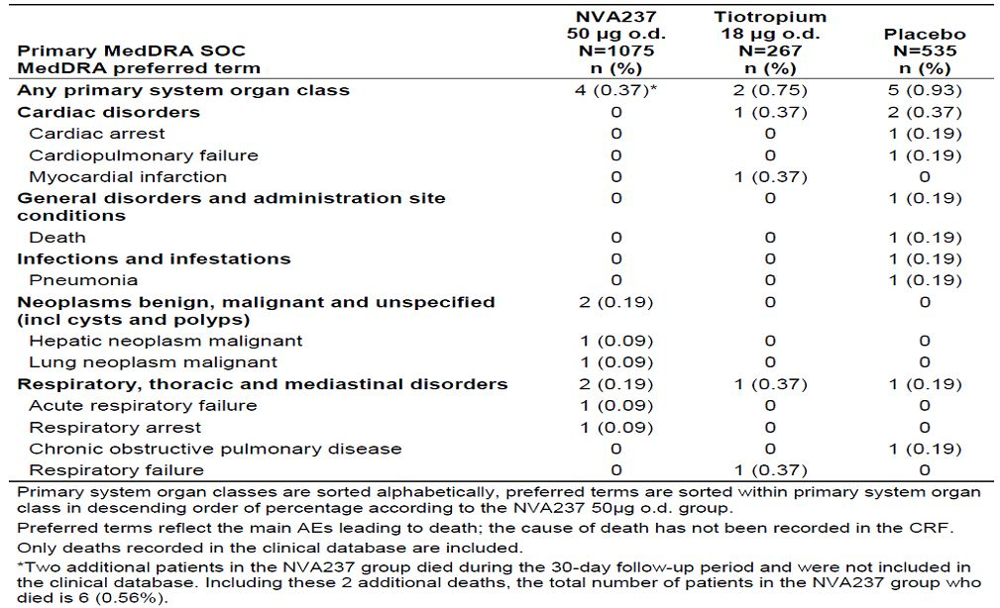 NVA237 Tiotropium
50 µg o.d. 18 µg o.d. Placebo
Primary MedDRA SOC N=1075 N=267 N=535
MedDRA preferred term n (%) n (%) n (%)
Any primary system organ class 4 (0.37)* 2 (0.75) 5 (0.93)
Cardiac disorders 0 1 (0.37) 2 (0.37)
Cardiac arrest 0 0 1 (0.19)
Cardiopulmonary failure 0 0 1 (0.19)
Myocardial infarction 0 1 (0.37) 0
General disorders and administration site 0 0 1 (0.19)
conditions
Death 0 0 1 (0.19)
Infections and infestations 0 0 1 (0.19)
Pneumonia 0 0 1 (0.19)
Neoplasms benign, malignant and unspecified 2 (0.19) 0 0
(incl cysts and polyps)
Hepatic neoplasm malignant 1 (0.09) 0 0
Lung neoplasm malignant 1 (0.09) 0 0
Respiratory, thoracic and mediastinal disorders 2 (0.19) 1 (0.37) 1 (0.19)
Acute respiratory failure 1 (0.09) 0 0
Respiratory arrest 1 (0.09) 0 0
Chronic obstructive pulmonary disease 0 0 1 (0.19)
Respiratory failure 0 1 (0.37) 0
Primary system organ classes are sorted alphabetically, preferred terms are sorted within primary system organ
class in descending order of percentage according to the NVA237 50µg o.d. group.
Preferred terms reflect the main AEs leading to death; the cause of death has not been recorded in the CRF.
Only deaths recorded in the clinical database are included.
*Two additional patients in the NVA237 group died during the 30-day follow-up period and were not included in
the clinical database. Including these 2 additional deaths, the total number of patients in the NVA237 group who
died is 6 (0.56%).